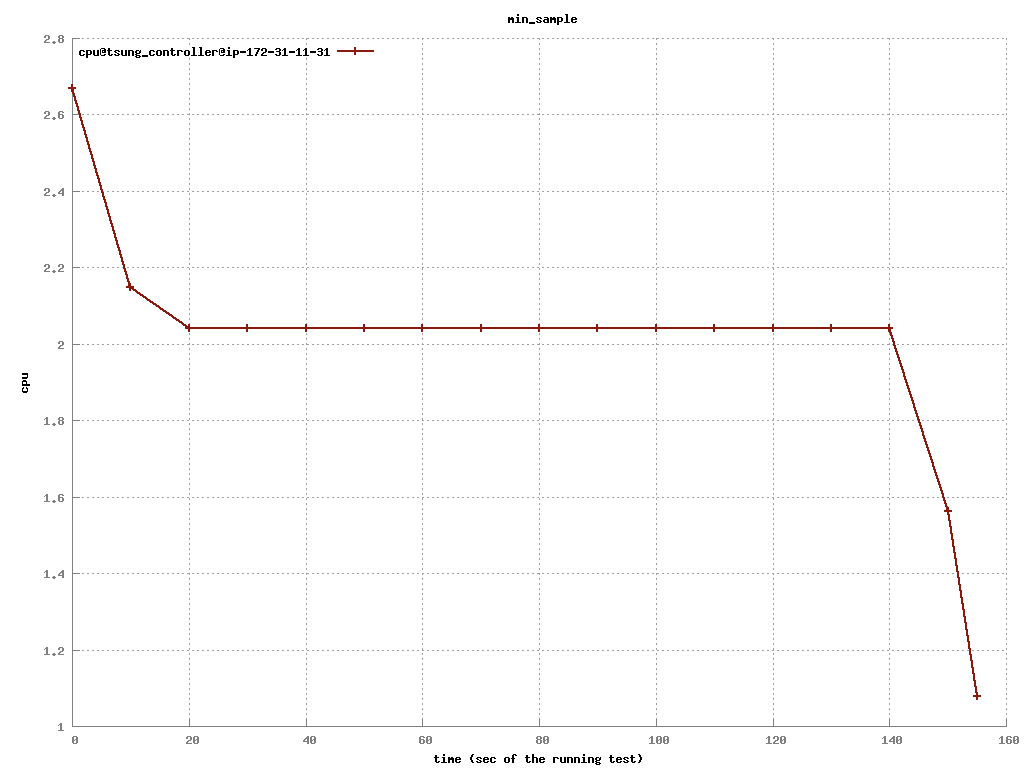 min_sample
cpu@tsung_controller@ip-172-31-11-31
2.8
2.6
2.4
2.2
2
1.8
1.6
1.4
1.2
1
cpu
0 20 40 60 80 100 120 140 160
time (sec of the running test)